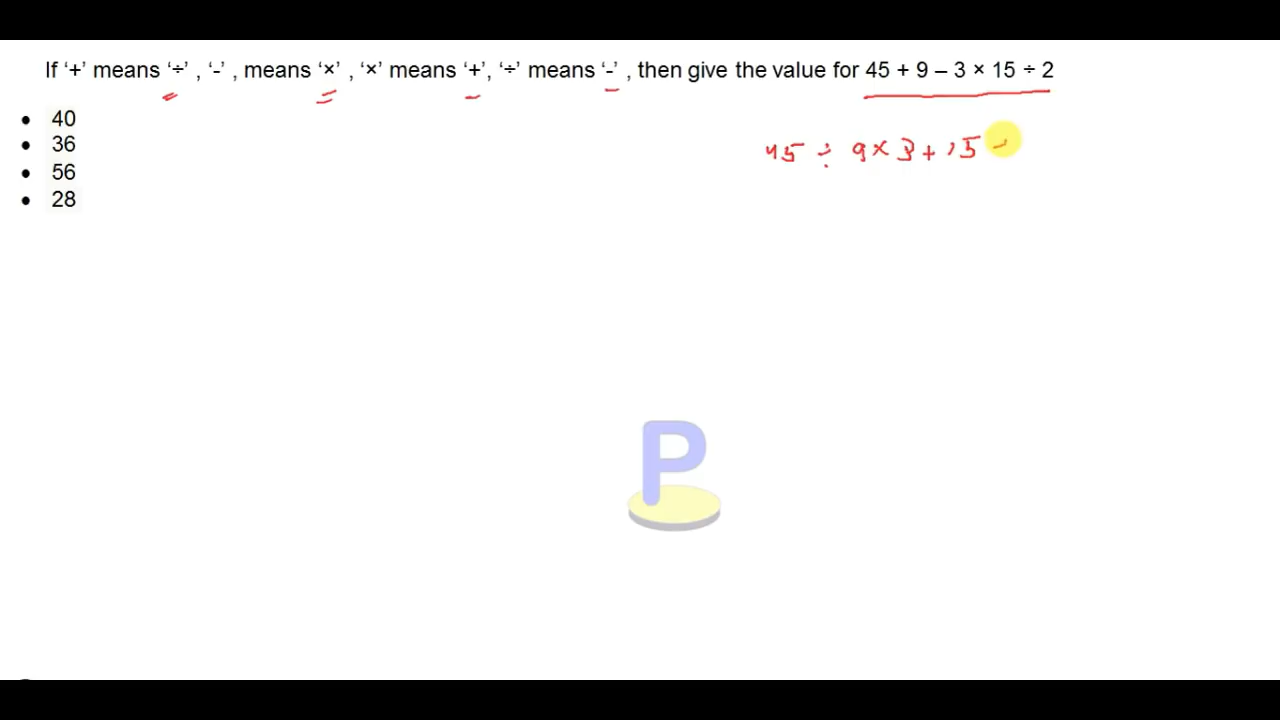 If ‘+’ means ‘÷’ , ‘-’ , means ‘×’ , ‘×’ means ‘+’, ‘÷’ means ‘-’ , then give the value for 45 + 9 – 3 × 15 ÷ 2
• 40
45 ÷ 9 × 3 + 15 -
• 36
• 56
• 28
P